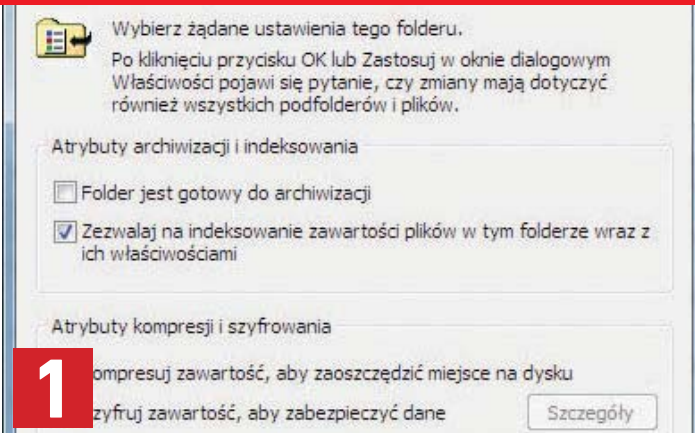 Wybierz żądane ustawienia tego folderu.
Po kliknięciu przycisku OK lub Zastosuj w oknie dialogowym
Właściwości pojawi się pytanie, czy zmiany mają dotyczyć
również wszystkich podfolderów i plików.
Atrybuty archiwizacji i indeksowania
Folder jest gotowy do archiwizacji
Zezwalaj na indeksowanie zawartości plików w tym folderze wraz z
ich właściwościami
Atrybuty kompresji i szyfrowania
ompresuj zawartość, aby zaoszczędzić miejsce na dysku
zyfruj zawartość, aby zabezpieczyć dane Szczegóły
1